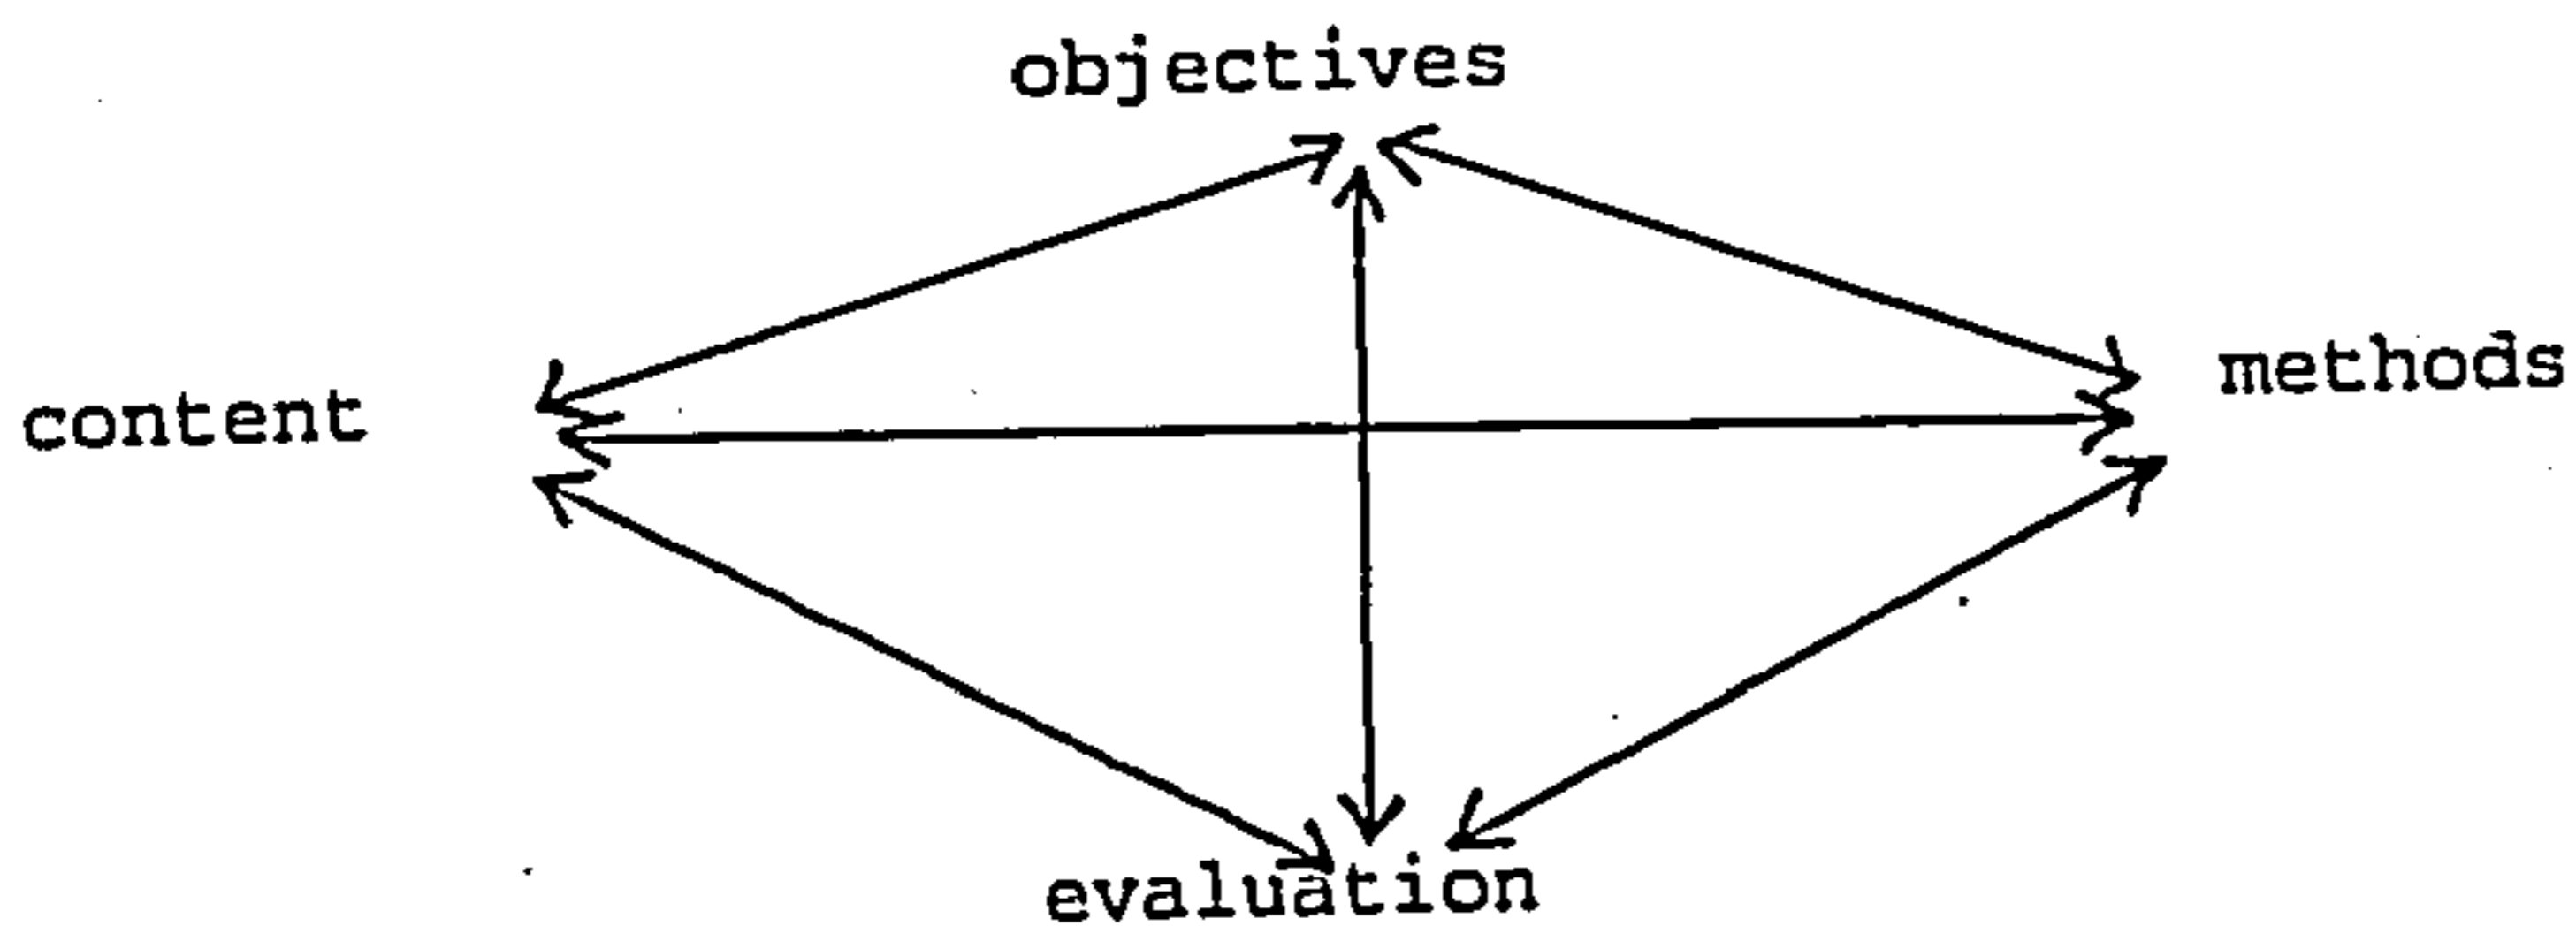 objectives
content
methods
evaluation